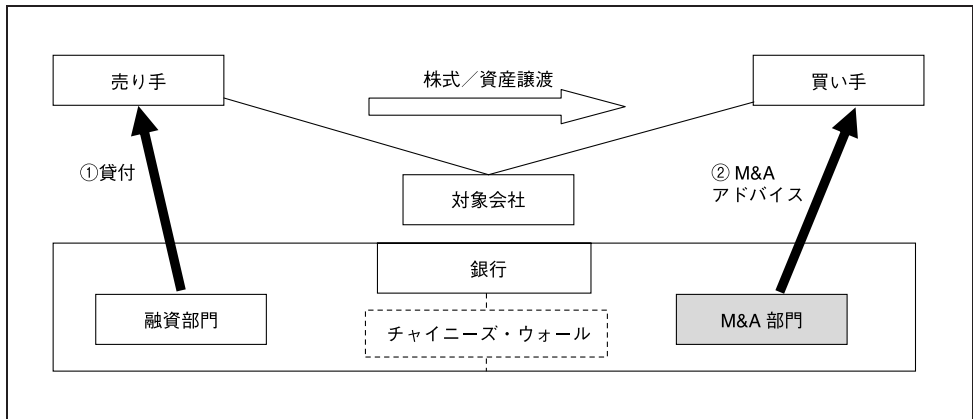 売り手
株式／資産譲渡
買い手
①貸付
② M&A
アドバイス
対象会社
銀行
融資部門
チャイニーズ・ウォール
M&A 部門